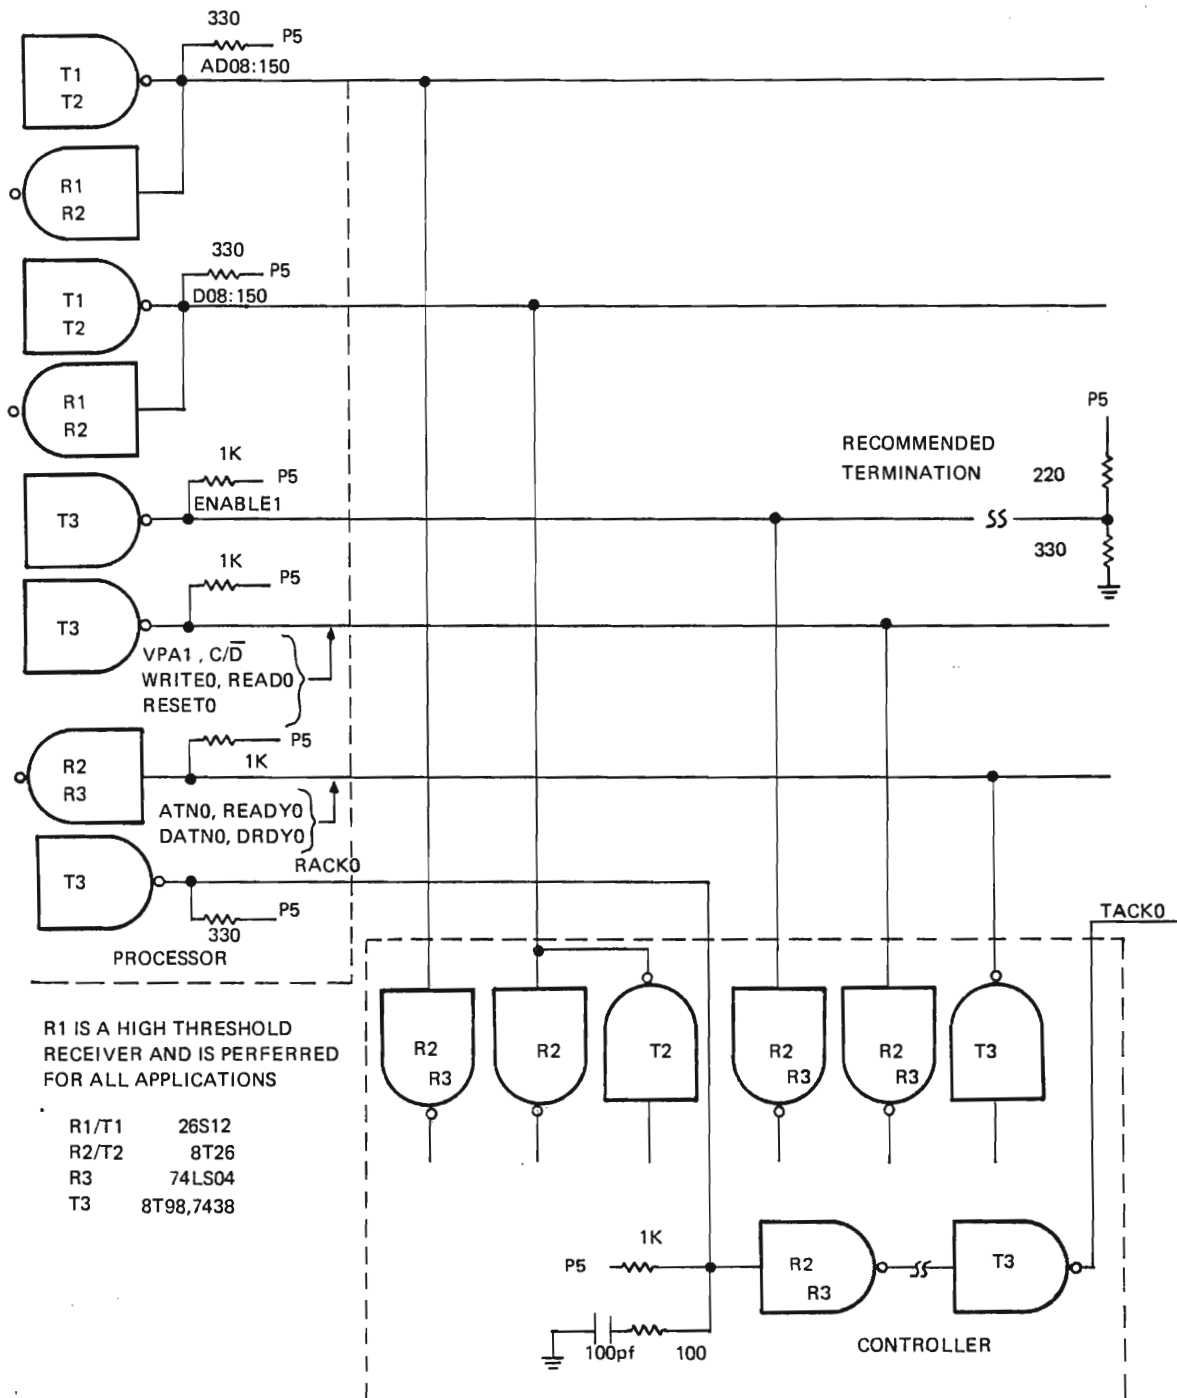 330
P5
AD08:150
T1
T2
R1
R2
330
P5
D08:150
T1
T2
R1
R2
1K
P5
ENABLE1
T3
RECOMMENDED
TERMINATION
P5
220
330
1K
P5
T3
VPA1, C/D̅
WRITE0, READ0
RESET0
P5
1K
R2
R3
ATN0, READY0
DATN0, DRDY0
RACK0
T3
P5
330
PROCESSOR
TACK0
R2
R3
R2
T2
R2
R3
R2
R3
T3
R1 IS A HIGH THRESHOLD
RECEIVER AND IS PERFERRED
FOR ALL APPLICATIONS
R1/T1 26S12
R2/T2 8T26
R3 74LS04
T3 8T98,7438
1K
P5
R2
R3
T3
100pf
100
CONTROLLER